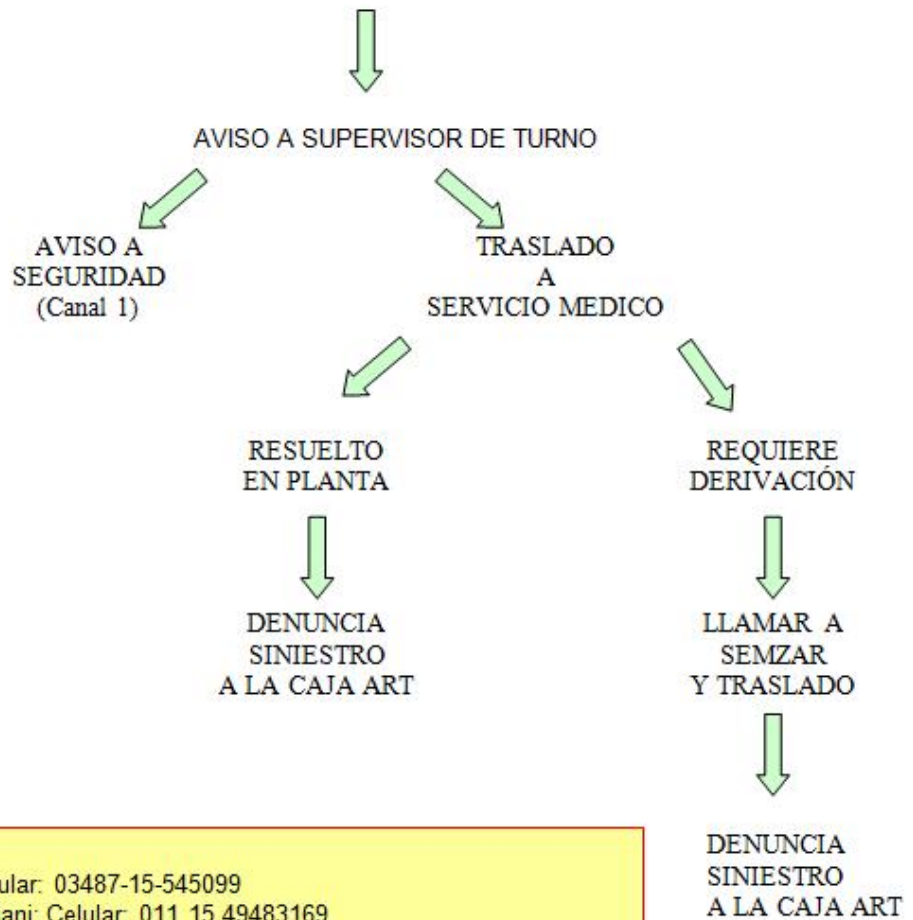 AVISO A SUPERVISOR DE TURNO
AVISO A
SEGURIDAD
(Canal 1)
TRASLADO
A
SERVICIO MEDICO
RESUELTO
EN PLANTA
REQUIERE
DERIVACIÓN
DENUNCIA
SINIESTRO
A LA CAJA ART
LLAMAR A
SEMZAR
Y TRASLADO
DENUNCIA
SINIESTRO
A LA CAJA ART
03487-15-545099
Celular: 011 15 49483169